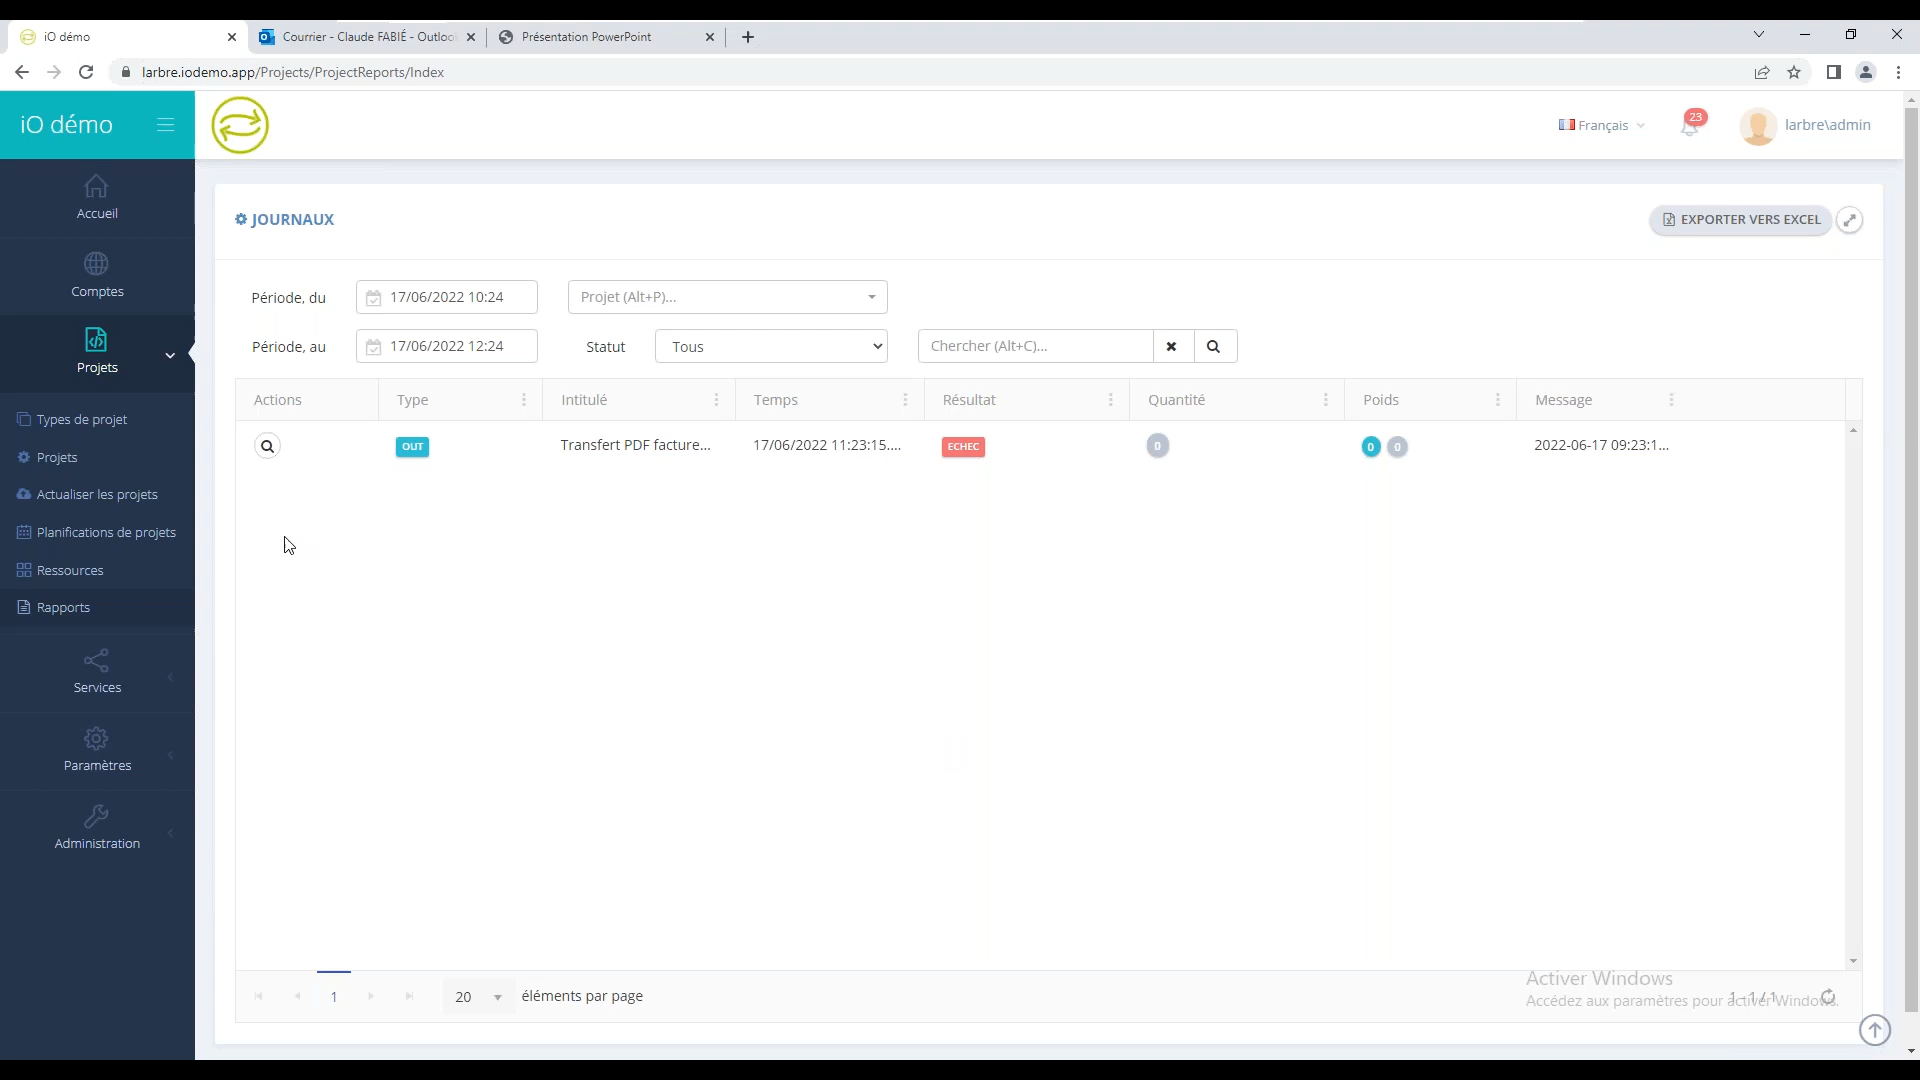 iO démo
Courrier - Claude FABIÉ - Outloo
Présentation PowerPoint
larbre.iodemo.app/Projects/ProjectReports/Index
iO démo
Français
23
larbre\admin
Accueil
Comptes
Projets
Types de projet
Projets
Actualiser les projets
Planifications de projets
Ressources
Rapports
Services
Paramètres
Administration
JOURNAUX
EXPORTER VERS EXCEL
Période, du
17/06/2022 10:24
Projet (Alt+P)...
Période, au
17/06/2022 12:24
Statut
Tous
Chercher (Alt+C)...
Actions
Type
Intitulé
Temps
Résultat
Quantité
Poids
Message
OUT
Transfert PDF facture...
17/06/2022 11:23:15....
ECHEC
0
0
0
2022-06-17 09:23:1...
1
20
éléments par page
1 - 1 / 1
Activer Windows
Accédez aux paramètres pour activer Windows.